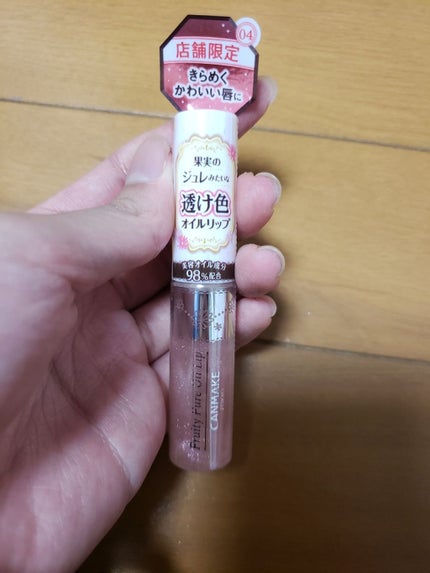 04
店舗限定
きらめく
かわいい唇に
果実の
ジュレみたいな
透け色
オイルリップ
美容オイル成分
98%配合
Fruity Pure Oil Lip
CANMAKE